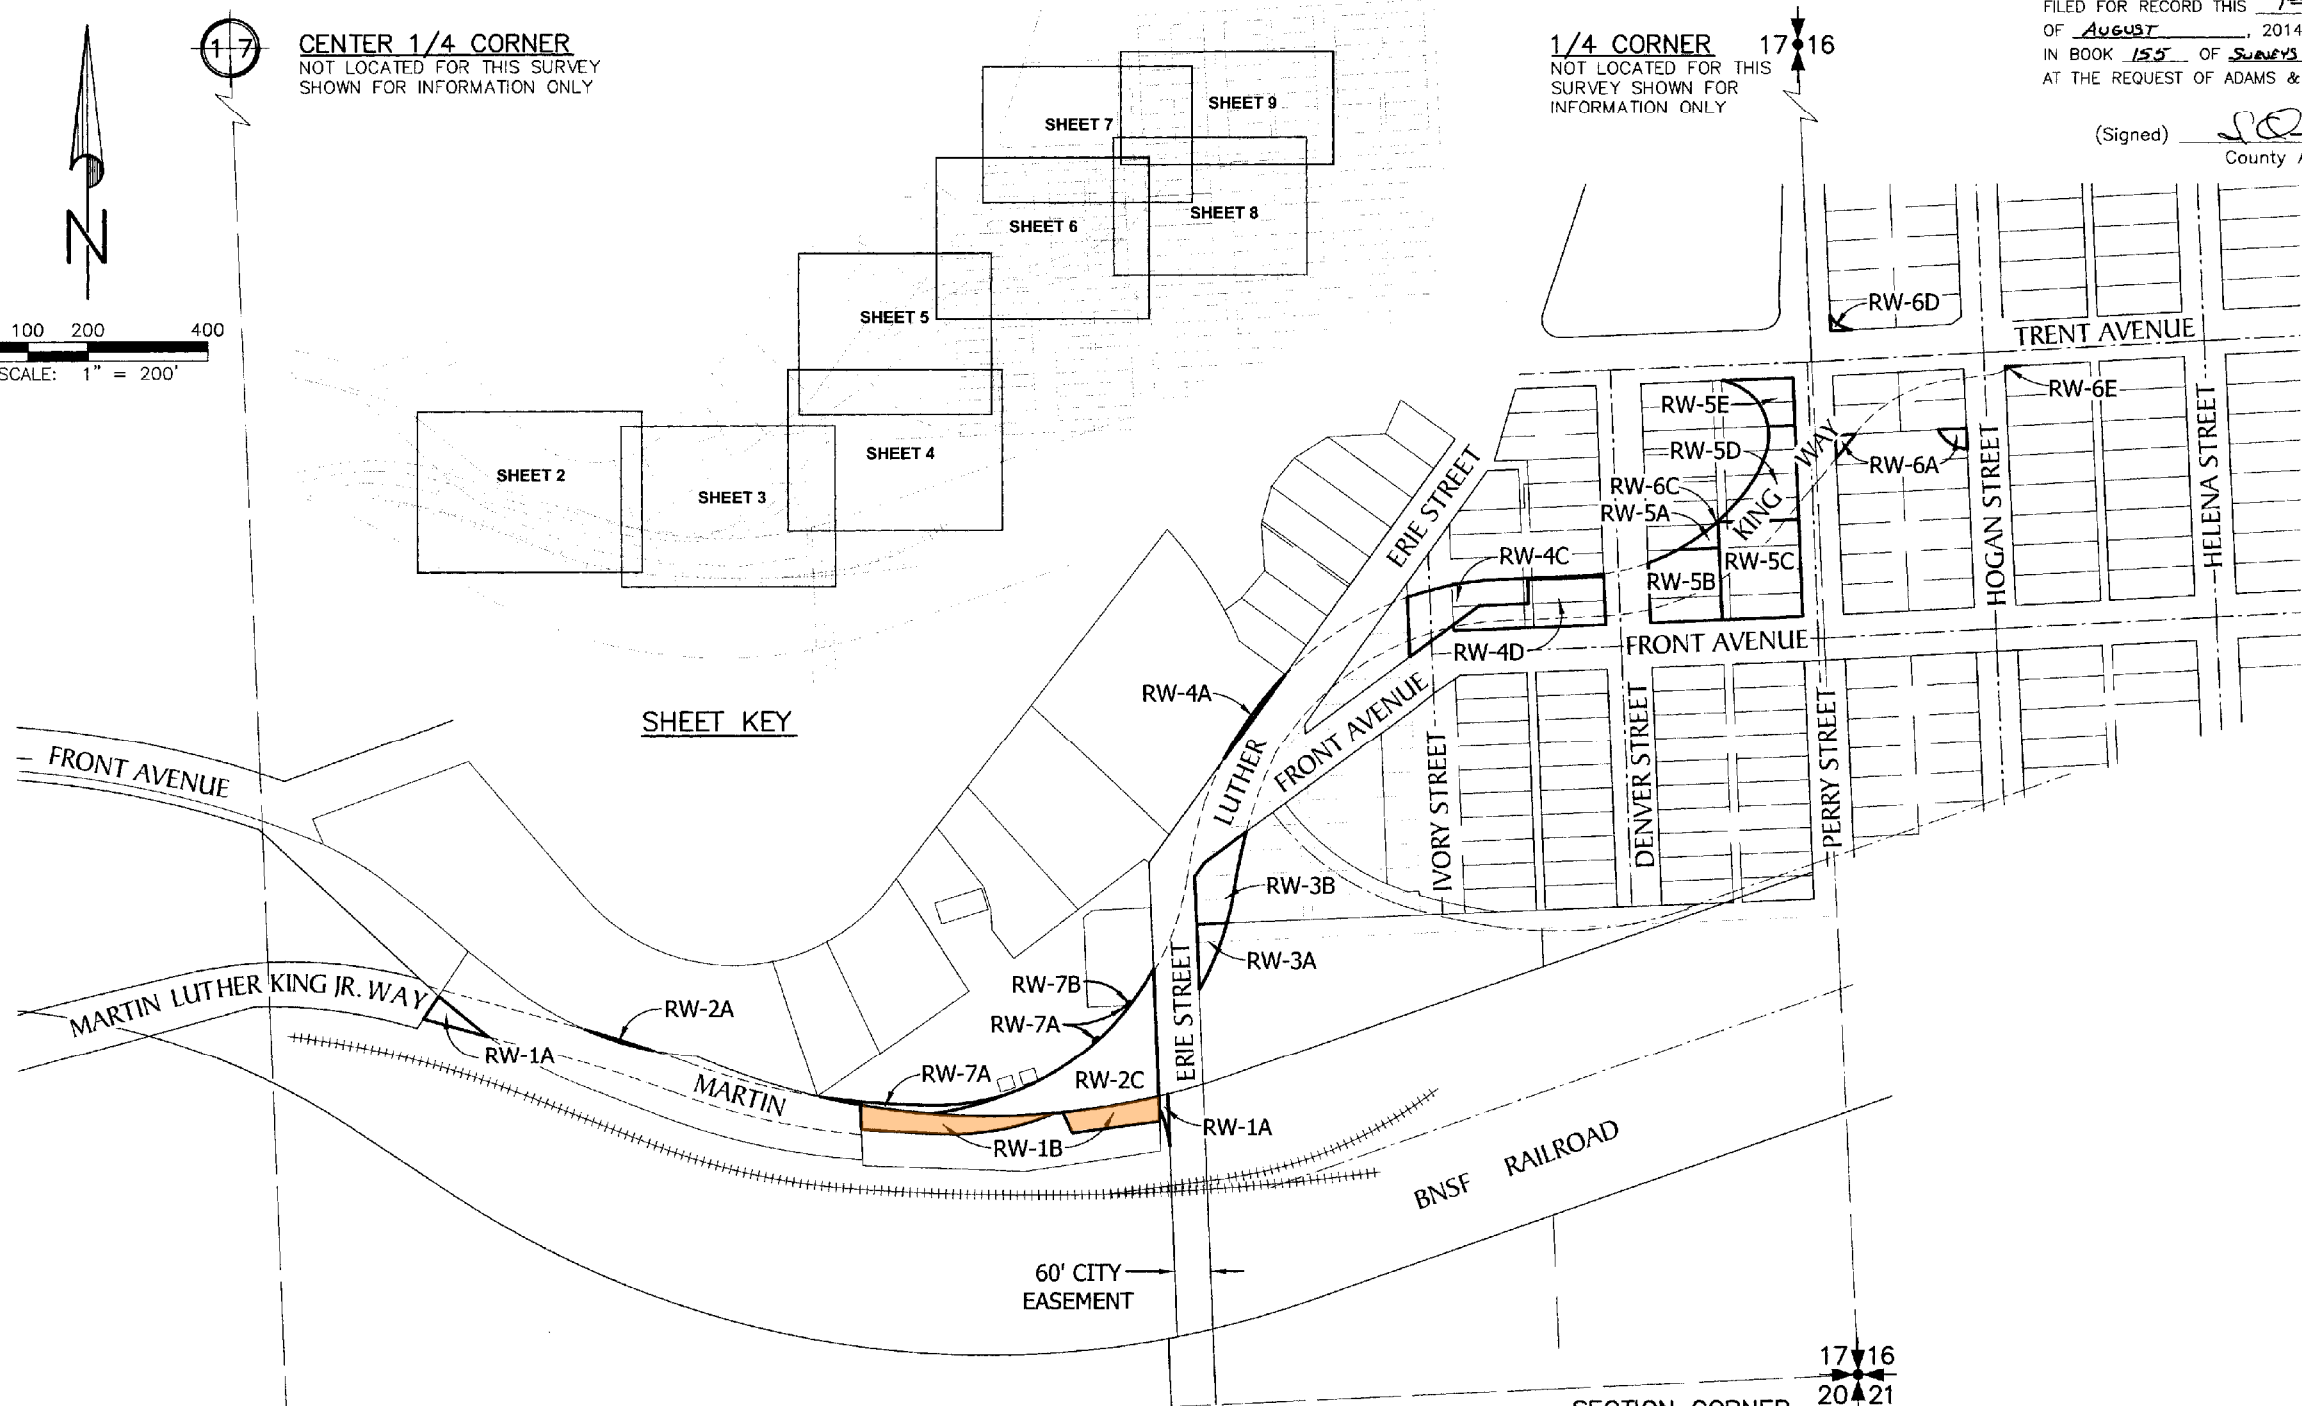 17
CENTER 1/4 CORNER
NOT LOCATED FOR THIS SURVEY
SHOWN FOR INFORMATION ONLY
1/4 CORNER
17 16
NOT LOCATED FOR THIS
SURVEY SHOWN FOR
INFORMATION ONLY
FILED FOR RECORD THIS
OF AUGUST, 2014
IN BOOK 155 OF SURVEYS
AT THE REQUEST OF ADAMS &
(Signed)
County
N
100 200 400
SCALE: 1" = 200'
SHEET 9
SHEET 7
SHEET 8
SHEET 6
SHEET 5
SHEET 4
SHEET 2
SHEET 3
SHEET KEY
RW-6D
TRENT AVENUE
RW-6E
RW-5E
RW-5D
RW-6A
RW-6C
RW-5A
KING WAY
RW-5B
RW-5C
HOGAN STREET
HELENA STREET
ERIE STREET
RW-4C
RW-4D
FRONT AVENUE
RW-4A
LUTHER
FRONT AVENUE
IVORY STREET
DENVER STREET
PERRY STREET
FRONT AVENUE
RW-3B
RW-3A
MARTIN LUTHER KING JR. WAY
RW-1A
RW-2A
MARTIN
RW-7B
RW-7A
RW-7A
RW-2C
ERIE STREET
RW-1B
RW-1A
BNSF RAILROAD
60' CITY
EASEMENT
17 16
20 21
SECTION CORNER